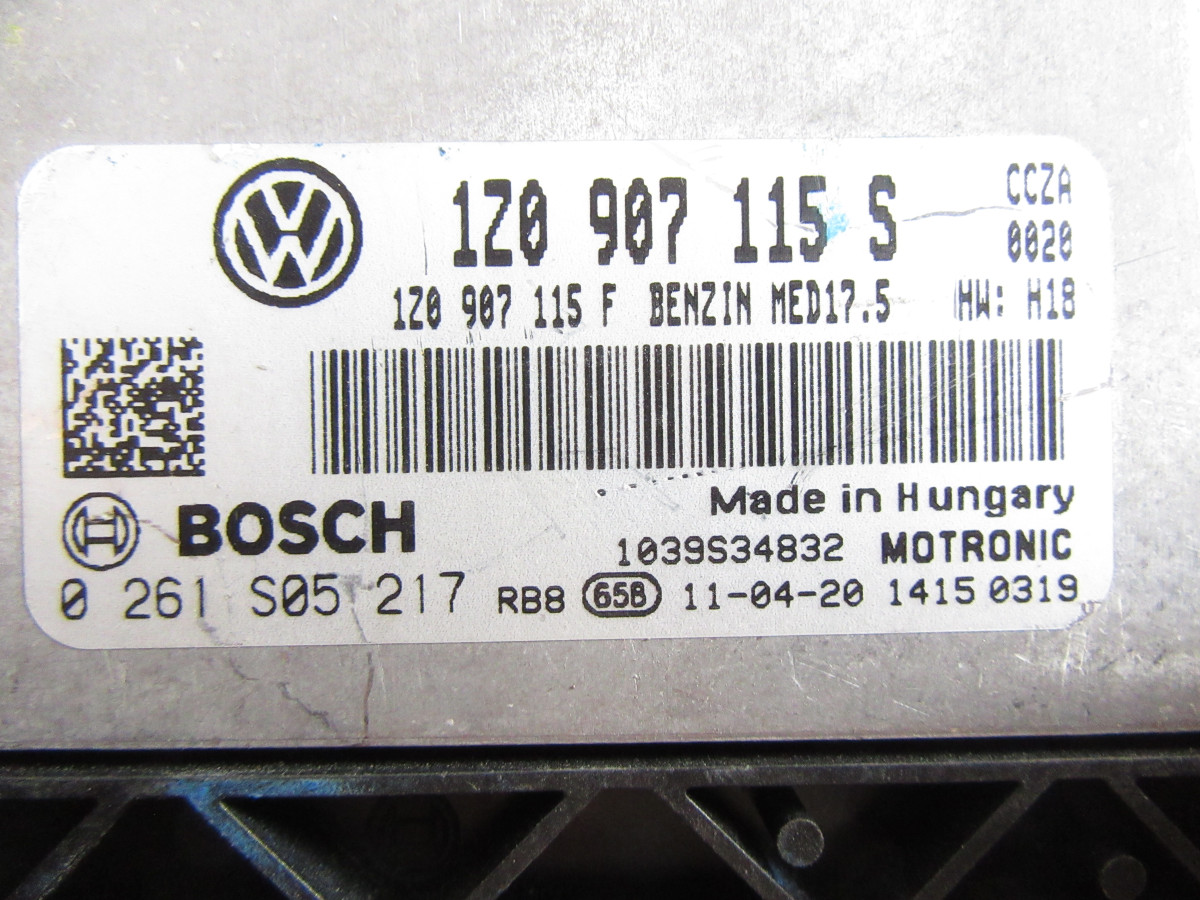 1Z0 907 115 S
CCZA
0020
1Z0 907 115 F BENZIN MED17.5 HW: H18
Made in Hungary
BOSCH
1039S34832 MOTRONIC
0 261 S05 217 RB8 65B 11-04-20 1415 0319